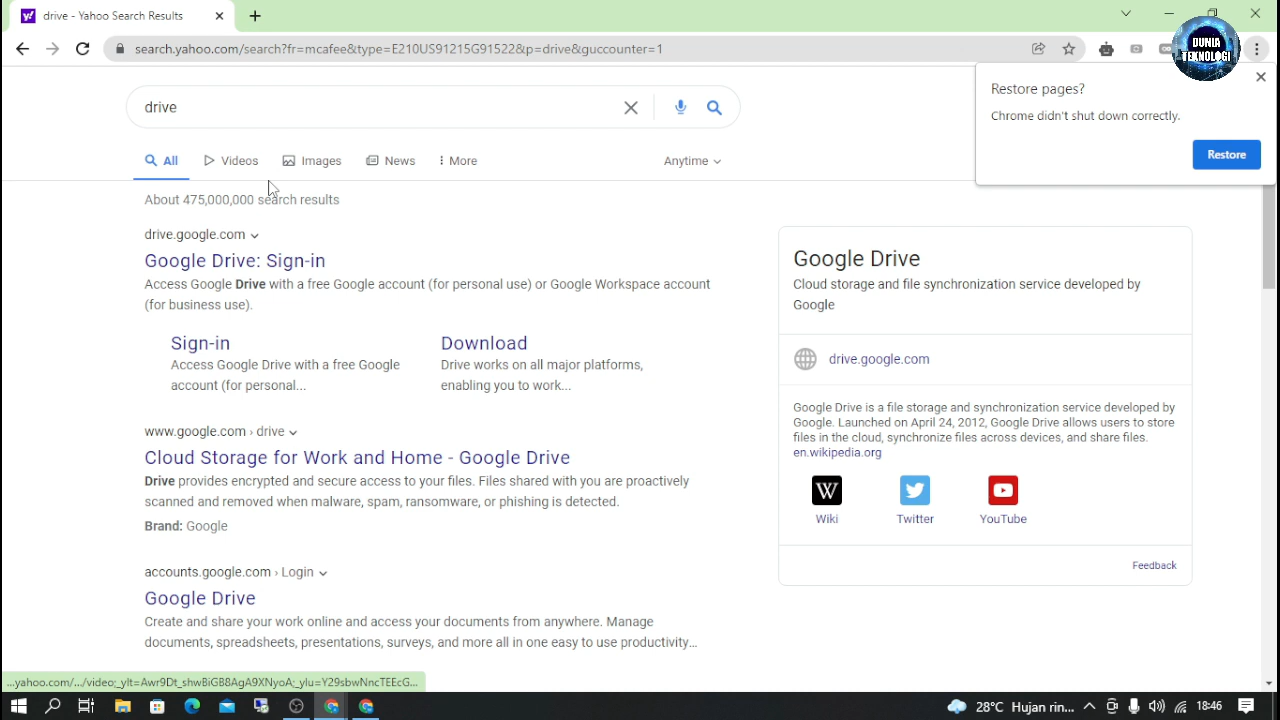 drive - Yahoo Search Results
search.yahoo.com/search?fr=mcafee&type=E210US91215G91522&p=drive&guccounter=1
DUNIA
TEKNOLOGI
Restore pages?
Chrome didn't shut down correctly.
Restore
drive
All
Videos
Images
News
More
Anytime
About 475,000,000 search results
drive.google.com
Google Drive: Sign-in
Access Google Drive with a free Google account (for personal use) or Google Workspace account
(for business use).
Sign-in
Access Google Drive with a free Google
account (for personal...
Download
Drive works on all major platforms,
enabling you to work...
www.google.com › drive
Cloud Storage for Work and Home - Google Drive
Drive provides encrypted and secure access to your files. Files shared with you are proactively
scanned and removed when malware, spam, ransomware, or phishing is detected.
Brand: Google
accounts.google.com › Login
Google Drive
Create and share your work online and access your documents from anywhere. Manage
documents, spreadsheets, presentations, surveys, and more all in one easy to use productivity...
Google Drive
Cloud storage and file synchronization service developed by
Google
drive.google.com
Google Drive is a file storage and synchronization service developed by
Google. Launched on April 24, 2012, Google Drive allows users to store
files in the cloud, synchronize files across devices, and share files.
en.wikipedia.org
W
Wiki
Twitter
YouTube
Feedback
...yahoo.com/.../video;_ylt=Awr9Dt_shwBiGB8AgA9XNyoA;_ylu=Y29sbwNncTEEcG...
28°C Hujan rin...
18:46